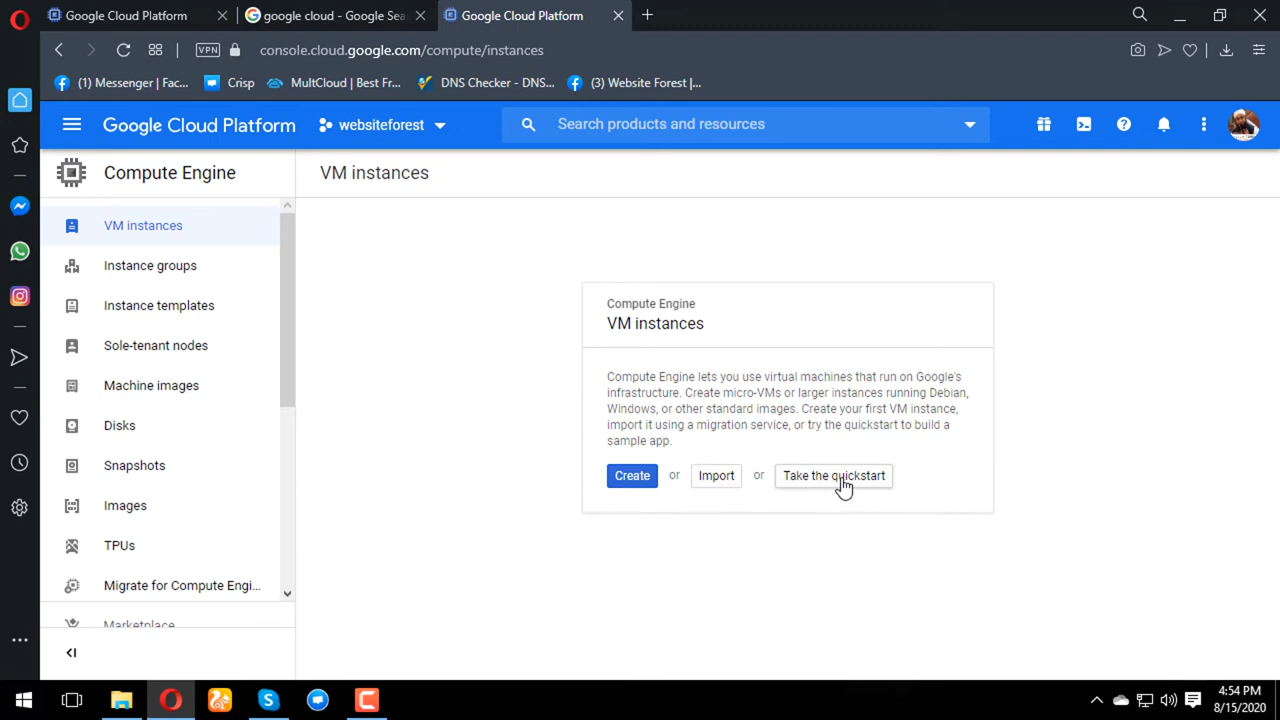 Google Cloud Platform
google cloud - Google Sea
Google Cloud Platform
VPN
console.cloud.google.com/compute/instances
(1) Messenger | Fac...
Crisp
MultCloud | Best Fr...
DNS Checker - DNS...
(3) Website Forest |...
Google Cloud Platform
websiteforest
Search products and resources
Compute Engine
VM instances
VM instances
Instance groups
Instance templates
Sole-tenant nodes
Machine images
Disks
Snapshots
Images
TPUs
Migrate for Compute Engi...
Marketplace
Compute Engine
VM instances
Compute Engine lets you use virtual machines that run on Google's
infrastructure. Create micro-VMs or larger instances running Debian,
Windows, or other standard images. Create your first VM instance,
import it using a migration service, or try the quickstart to build a
sample app.
Create or Import or Take the quickstart
4:54 PM
8/15/2020